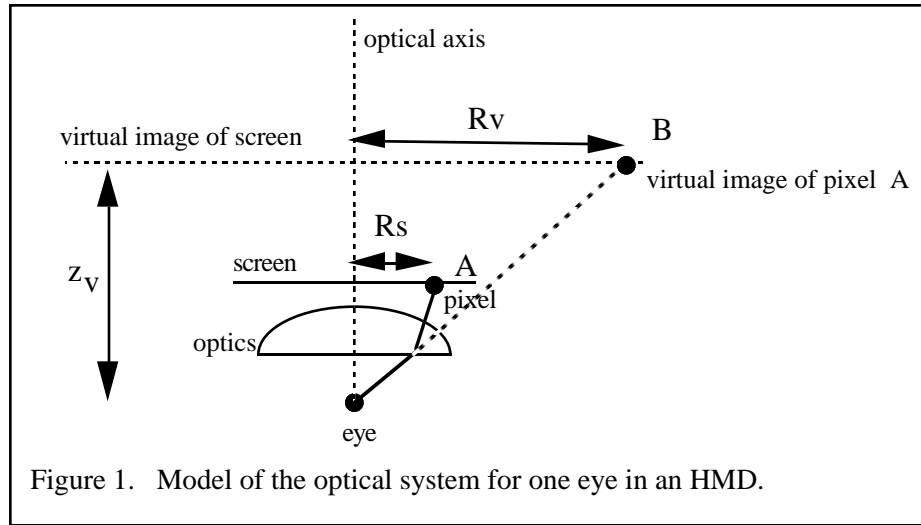 optical axis
Rv
B
virtual image of screen
virtual image of pixel A
Rs
screen
A
pixel
zv
optics
eye
Figure 1. Model of the optical system for one eye in an HMD.